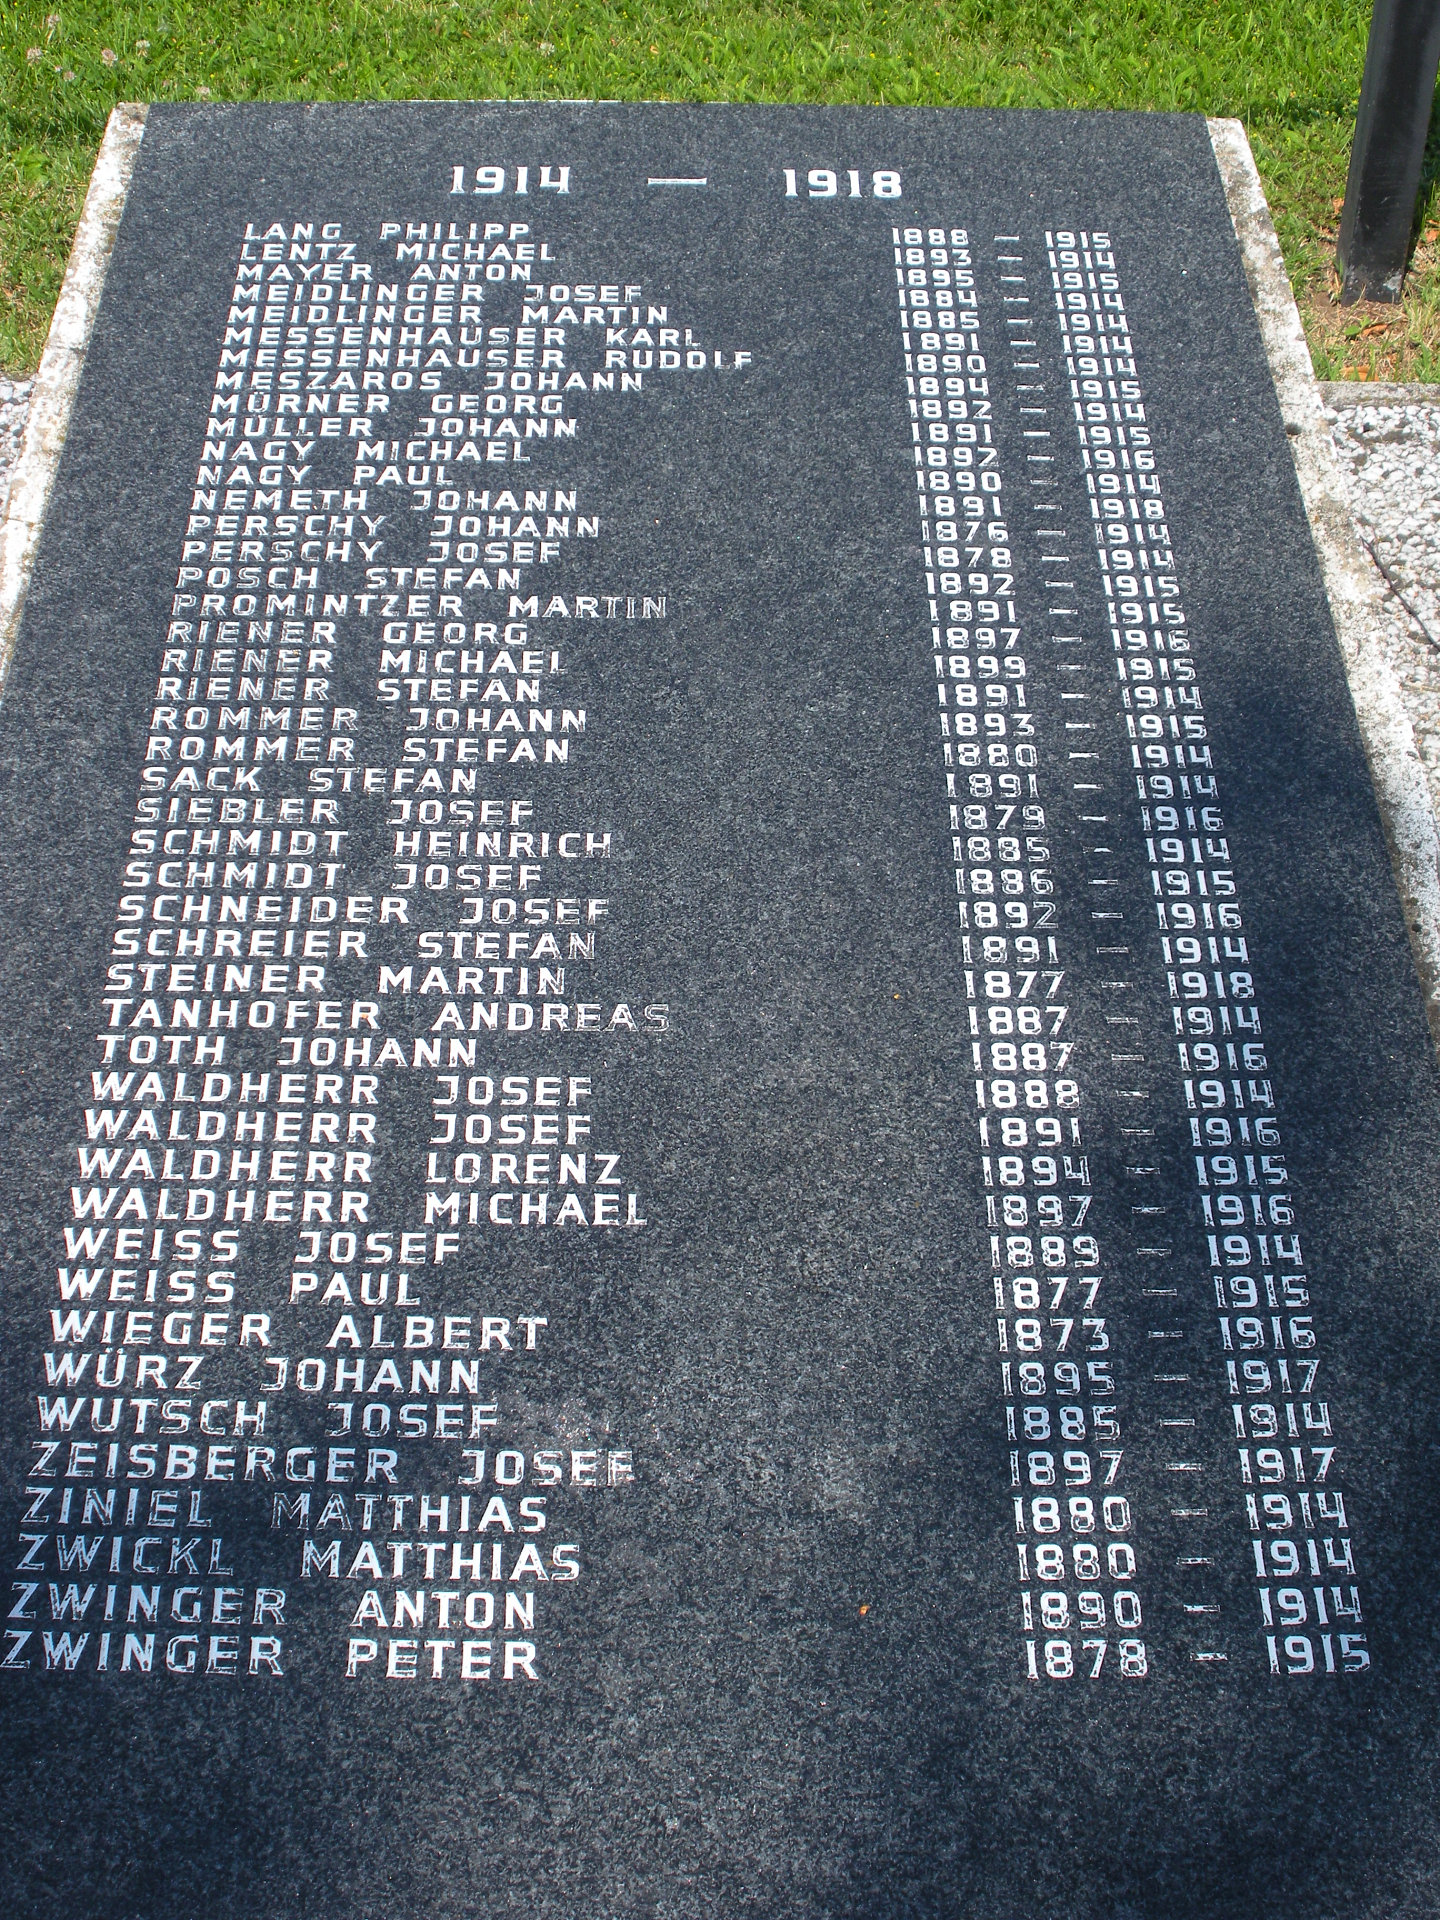 1914 — 1918
LANG PHILIPP 1888 – 1915
LENTZ MICHAEL 1893 – 1914
MAYER ANTON 1895 – 1915
MEIDLINGER JOSEF 1884 – 1914
MEIDLINGER MARTIN 1885 – 1914
MESSENHAUSER KARL 1891 – 1914
MESSENHAUSER RUDOLF 1890 – 1914
MESZAROS JOHANN 1894 – 1915
MÜRNER GEORG 1892 – 1914
MÜLLER JOHANN 1891 – 1915
NAGY MICHAEL 1892 – 1916
NAGY PAUL 1890 – 1914
NEMETH JOHANN 1891 – 1918
PERSCHY JOHANN 1876 – 1914
PERSCHY JOSEF 1878 – 1914
POSCH STEFAN 1892 – 1915
PROMINTZER MARTIN 1891 – 1915
RIENER GEORG 1897 – 1916
RIENER MICHAEL 1899 – 1915
RIENER STEFAN 1891 – 1914
ROMMER JOHANN 1893 – 1915
ROMMER STEFAN 1880 – 1914
SACK STEFAN 1891 – 1914
SIEBLER JOSEF 1879 – 1916
SCHMIDT HEINRICH 1885 – 1914
SCHMIDT JOSEF 1886 – 1915
SCHNEIDER JOSEF 1892 – 1916
SCHREIER STEFAN 1891 – 1914
STEINER MARTIN 1877 – 1918
TANHOFER ANDREAS 1887 – 1914
TOTH JOHANN 1887 – 1916
WALDHERR JOSEF 1888 – 1914
WALDHERR JOSEF 1891 – 1916
WALDHERR LORENZ 1894 – 1915
WALDHERR MICHAEL 1897 – 1916
WEISS JOSEF 1889 – 1914
WEISS PAUL 1877 – 1915
WIEGER ALBERT 1873 – 1916
WÜRZ JOHANN 1895 – 1917
WUTSCH JOSEF 1885 – 1914
ZEISBERGER JOSEF 1897 – 1917
ZINIEL MATTHIAS 1880 – 1914
ZWICKL MATTHIAS 1880 – 1914
ZWINGER ANTON 1890 – 1914
ZWINGER PETER 1878 – 1915